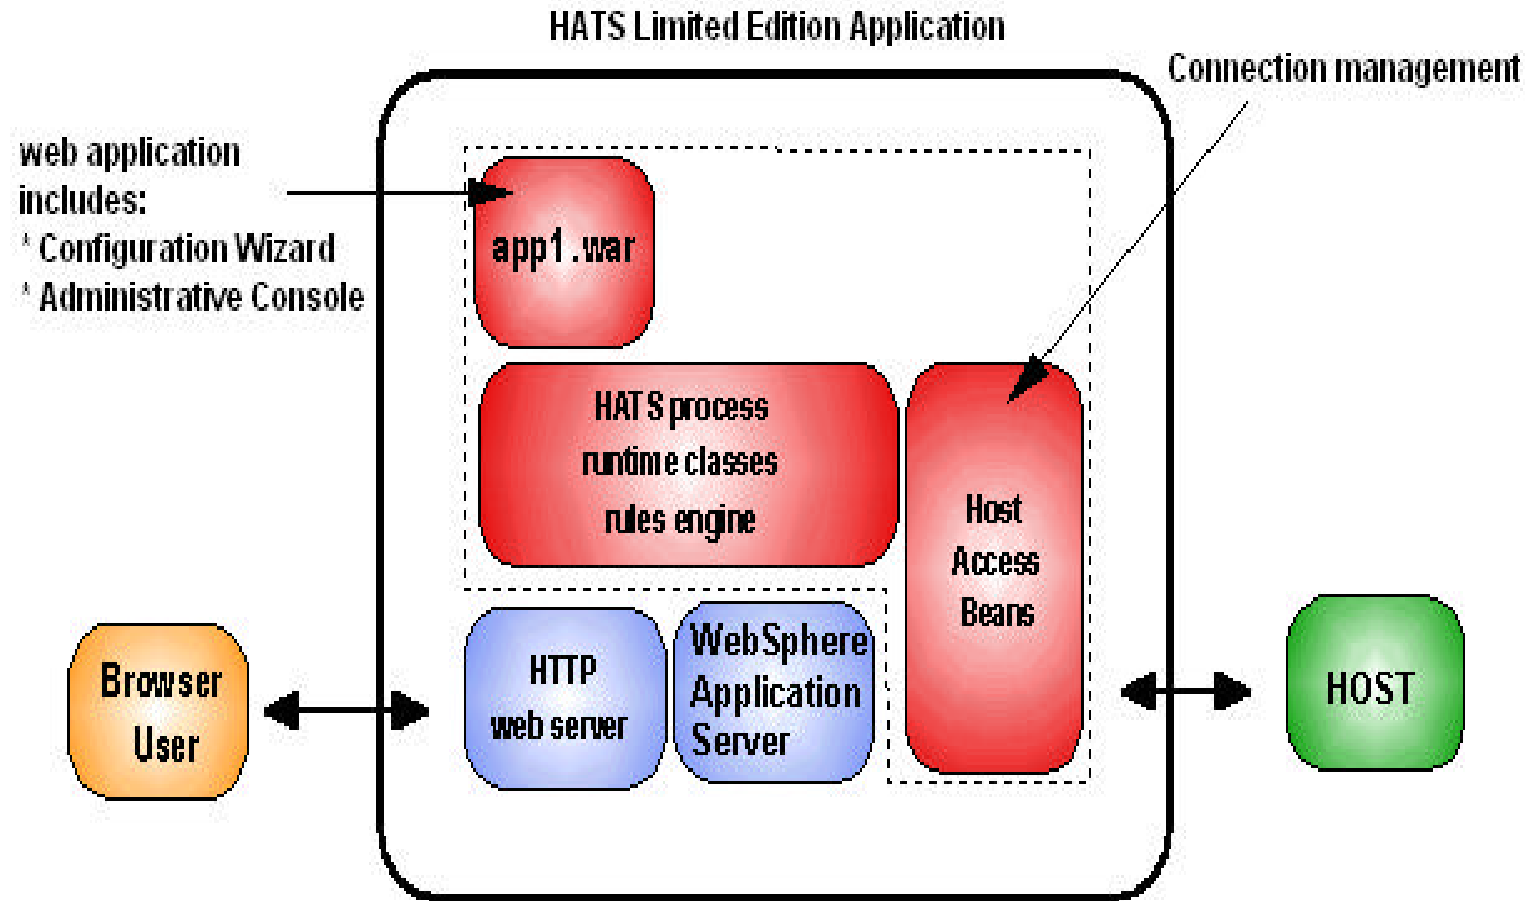 HATS Limited Edition Application
Connection management
web application
includes:
* Configuration Wizard
* Administrative Console
app1.war
HATS process
runtime classes
rules engine
Host
Access
Beans
Browser
User
HTTP
web server
WebSphere
Application
Server
HOST